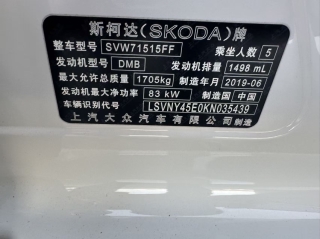 斯柯达(SKODA)牌
整车型号 SVW71515FF 乘坐人数 5
发动机型号 DMB 发动机排量 1498 mL
最大允许总质量 1705kg 制造年月 2019-06
发动机最大净功率 83 kW 制造国 中国
车辆识别代号 LSVNY45E0KN035439
上汽大众汽车有限公司制造